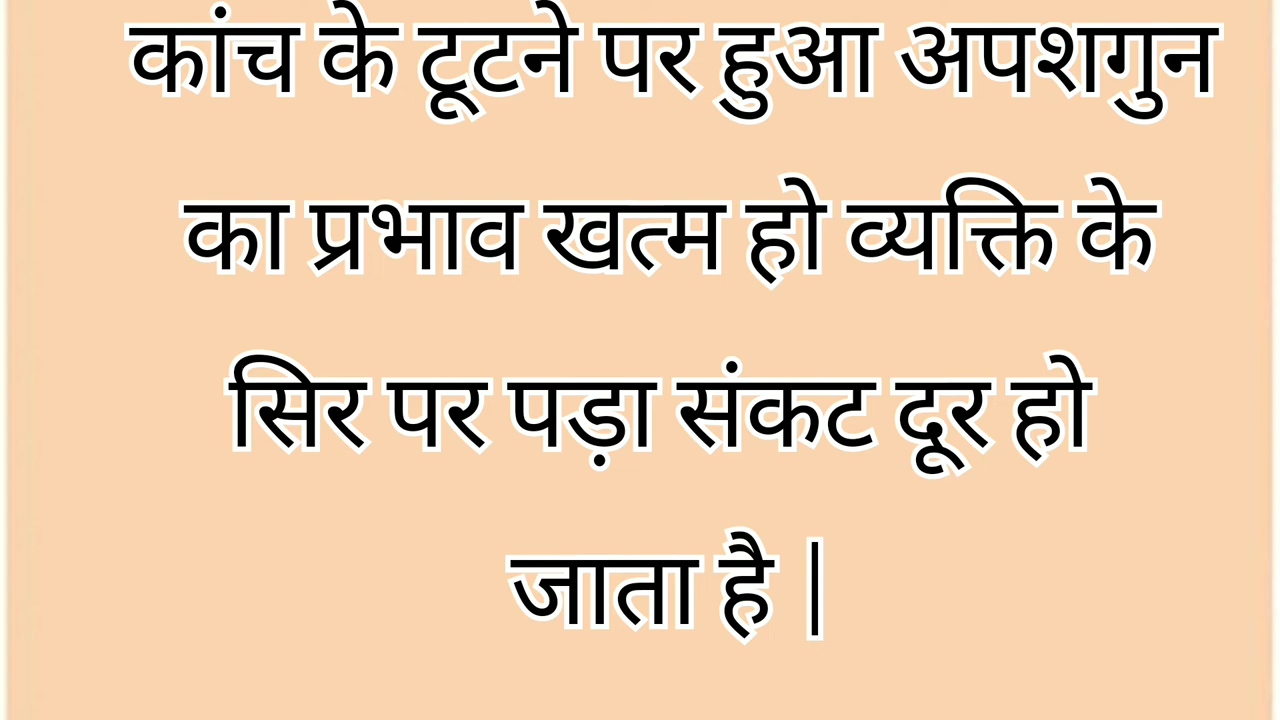 कांच के टूटने पर हुआ अपशगुन
का प्रभाव खत्म हो व्यक्ति के
सिर पर पड़ा संकट दूर हो
जाता है |